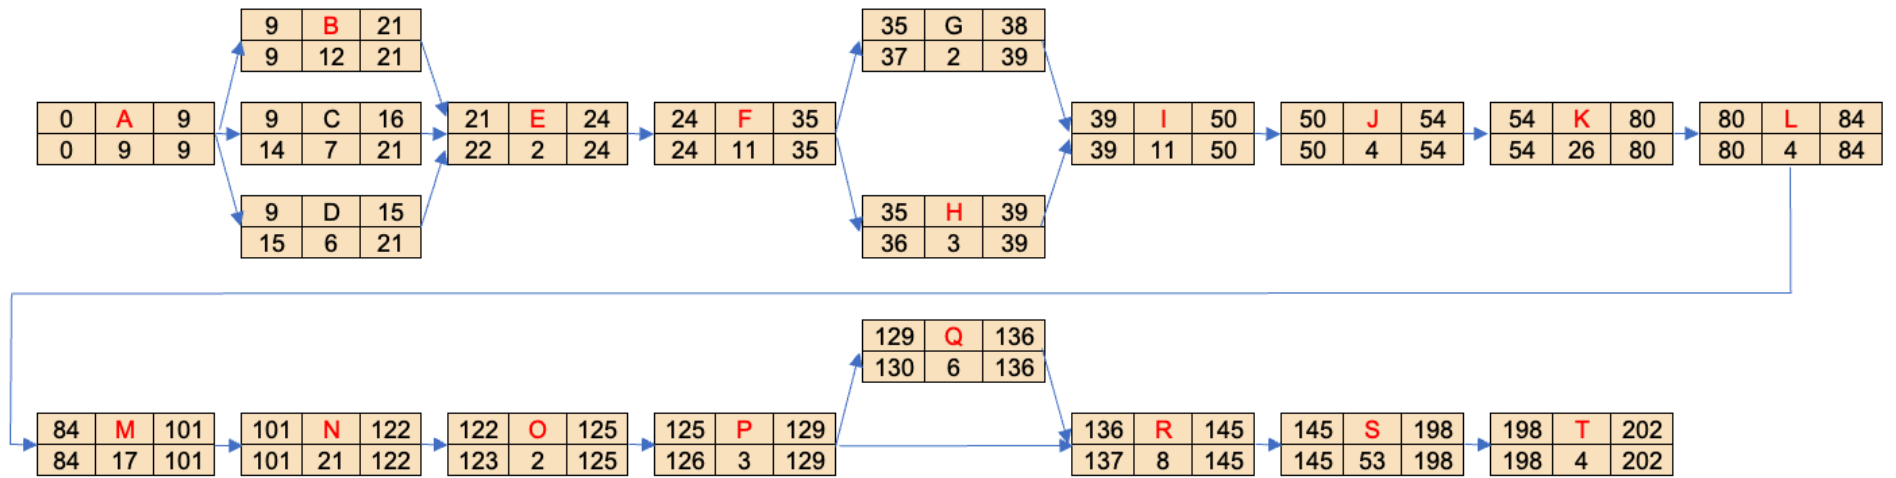 9 B 21
9 12 21
35 G 38
37 2 39
0 A 9
0 9 9
9 C 16
14 7 21
21 E 24
22 2 24
24 F 35
24 11 35
39 I 50
39 11 50
50 J 54
50 4 54
54 K 80
54 26 80
80 L 84
80 4 84
9 D 15
15 6 21
35 H 39
36 3 39
129 Q 136
130 6 136
84 M 101
84 17 101
101 N 122
101 21 122
122 O 125
123 2 125
125 P 129
126 3 129
136 R 145
137 8 145
145 S 198
145 53 198
198 T 202
198 4 202